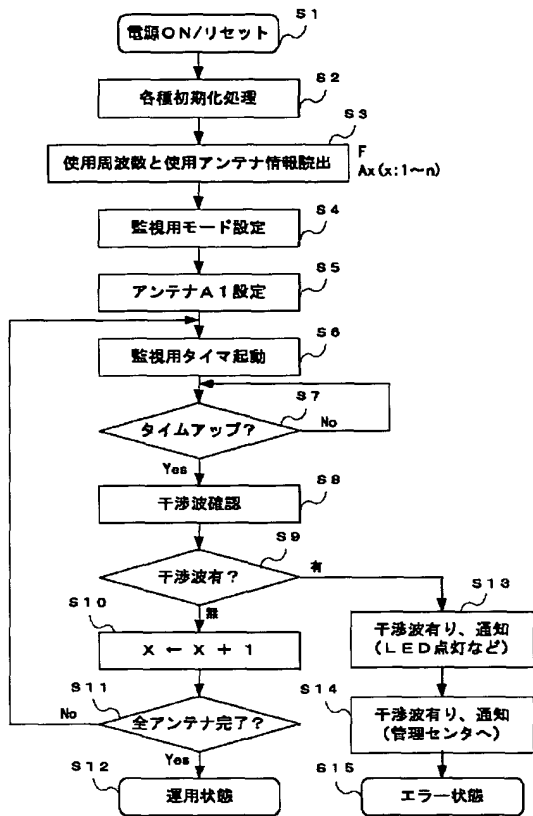 S1
電源ON/リセット
S2
各種初期化処理
S3
使用周波数と使用アンテナ情報読出
F
Ax(x:1～n)
S4
監視用モード設定
S5
アンテナA1設定
S6
監視用タイマ起動
S7
タイムアップ?
No
Yes
S8
干渉波確認
S9
干渉波有?
有
無
S10
X ← X + 1
S13
干渉波有り、通知
(LED点灯など)
S11
全アンテナ完了?
No
Yes
S14
干渉波有り、通知
(管理センタへ)
S12
運用状態
S15
エラー状態